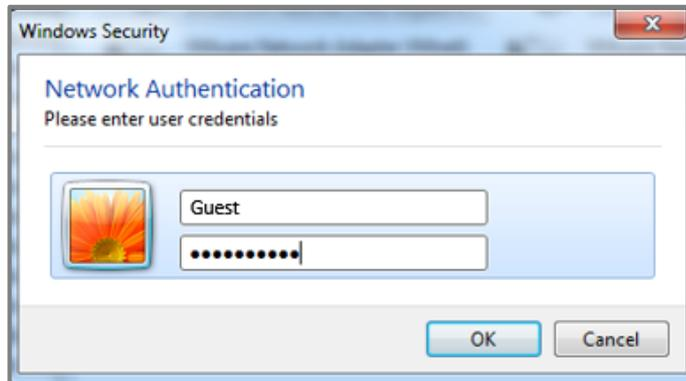 Windows Security
Network Authentication
Please enter user credentials
Guest
●●●●●●●●●●
OK
Cancel